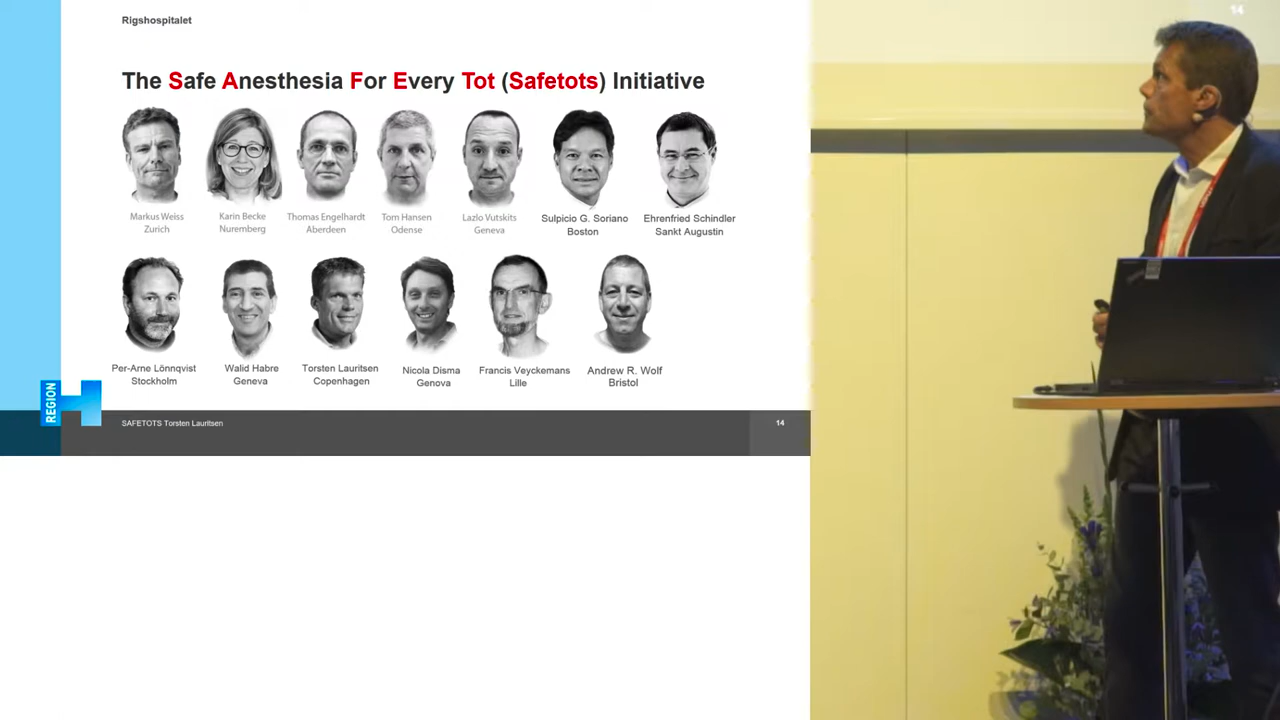 Rigshospitalet
14
The Safe Anesthesia For Every Tot (Safetots) Initiative
Markus Weiss
Zurich
Karin Becke
Nuremberg
Thomas Engelhardt
Aberdeen
Tom Hansen
Odense
Lazlo Vutskits
Geneva
Sulpicio G. Soriano
Boston
Ehrenfried Schindler
Sankt Augustin
Per-Arne Lönnqvist
Stockholm
Walid Habre
Geneva
Torsten Lauritsen
Copenhagen
Nicola Disma
Genova
Francis Veyckemans
Lille
Andrew R. Wolf
Bristol
REGION
SAFETOTS Torsten Lauritsen
14